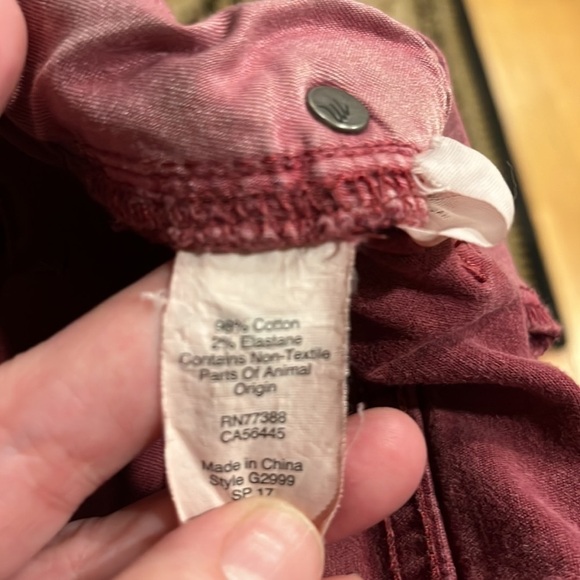 98% Cotton
2% Elastane
Contains Non-Textile
Parts Of Animal
Origin
RN77388
CA56445
Made in China
Style G2999
SP 17